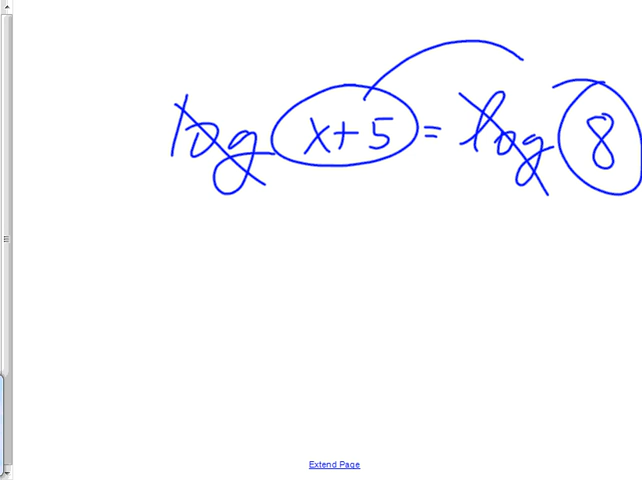 log (x+5) = log 8
Extend Page